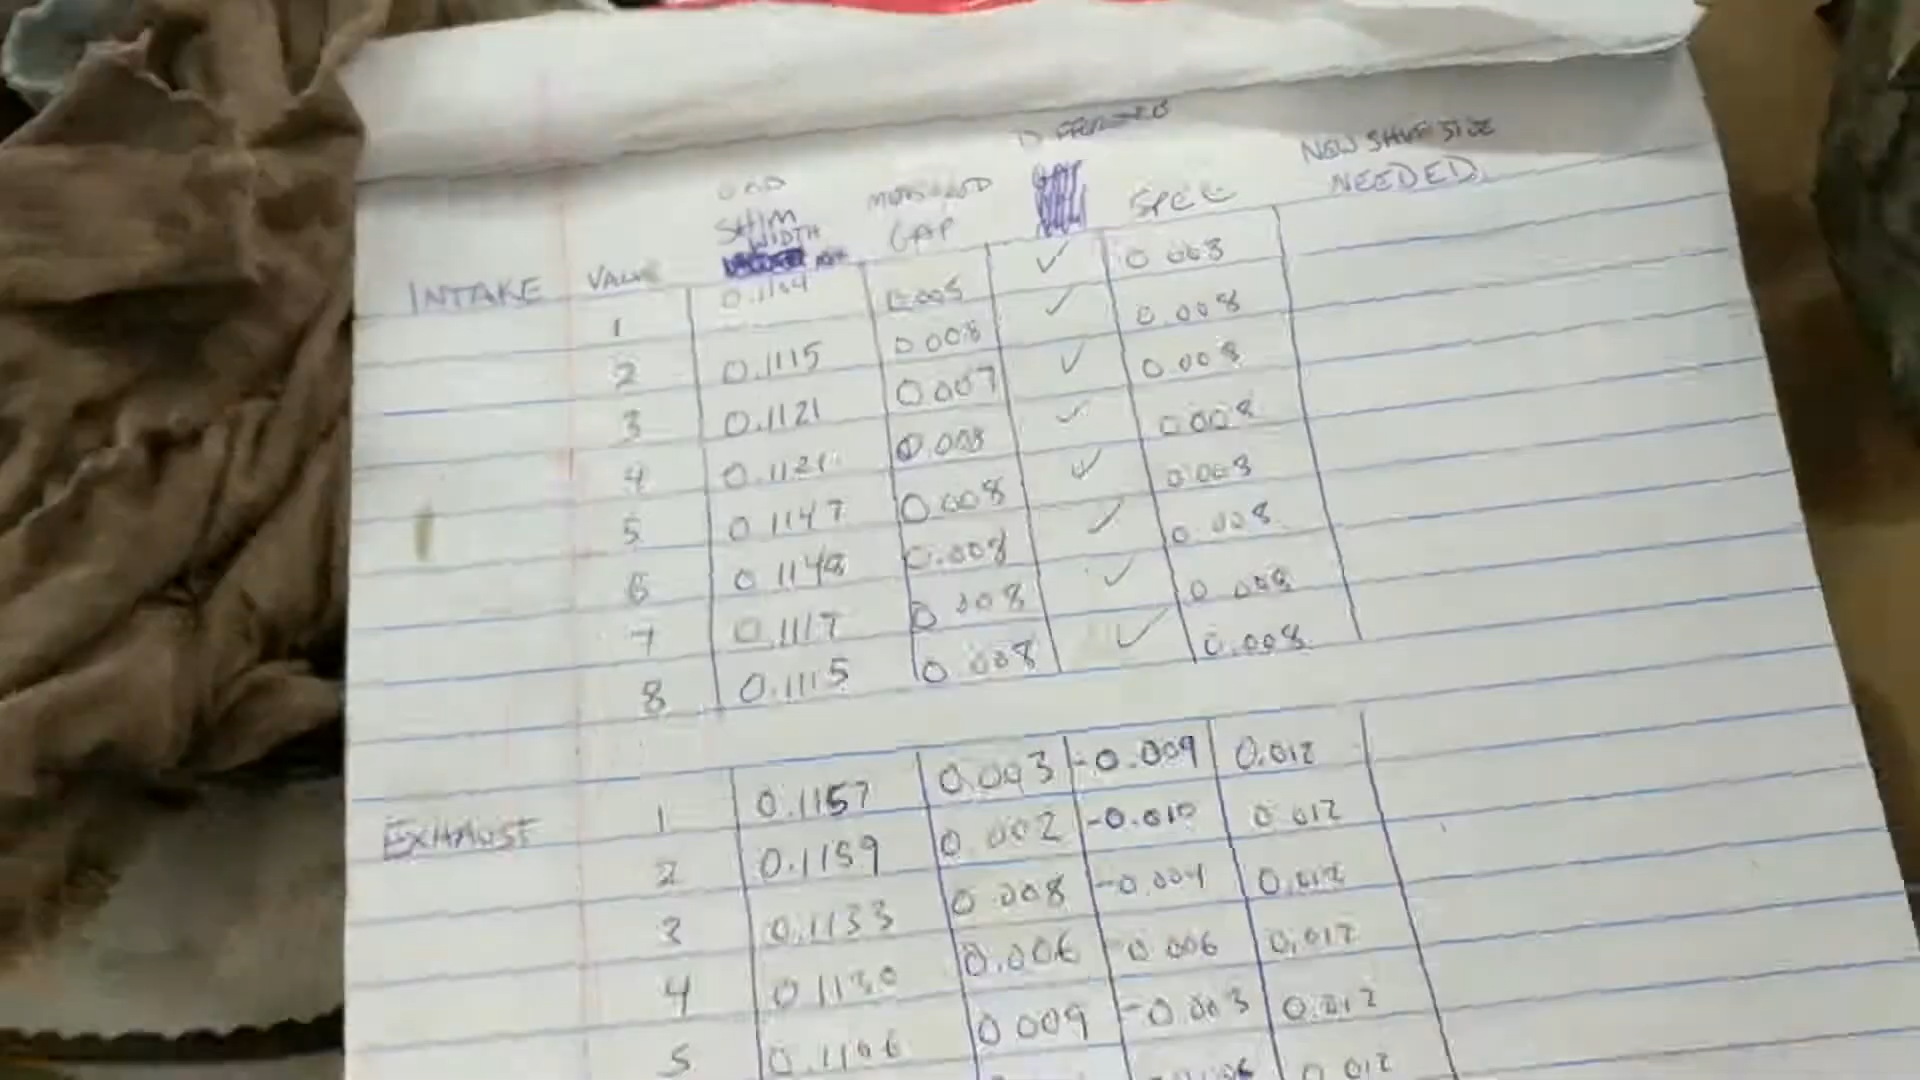 DIFFERENCE
OLD MEASURED SPEC NEW SHIM SIZE
SHIM GAP NEEDED.
WIDTH
INTAKE VALVE
1 0.008
2 0.1115 0.008 ✓ 0.008
3 0.1121 0.007 ✓ 0.008
4 0.1121 0.008 ✓ 0.008
5 0.1147 0.008 ✓ 0.008
6 0.1148 0.008 ✓ 0.008
7 0.1117 0.008 ✓ 0.008
8 0.1115 0.008 ✓ 0.008
EXHAUST 1 0.1157 0.003 -0.009 0.012
2 0.1159 0.002 -0.010 0.012
3 0.1133 0.008 -0.004 0.012
4 0.1130 0.006 -0.006 0.012
5 0.009 -0.003 0.012
0.012